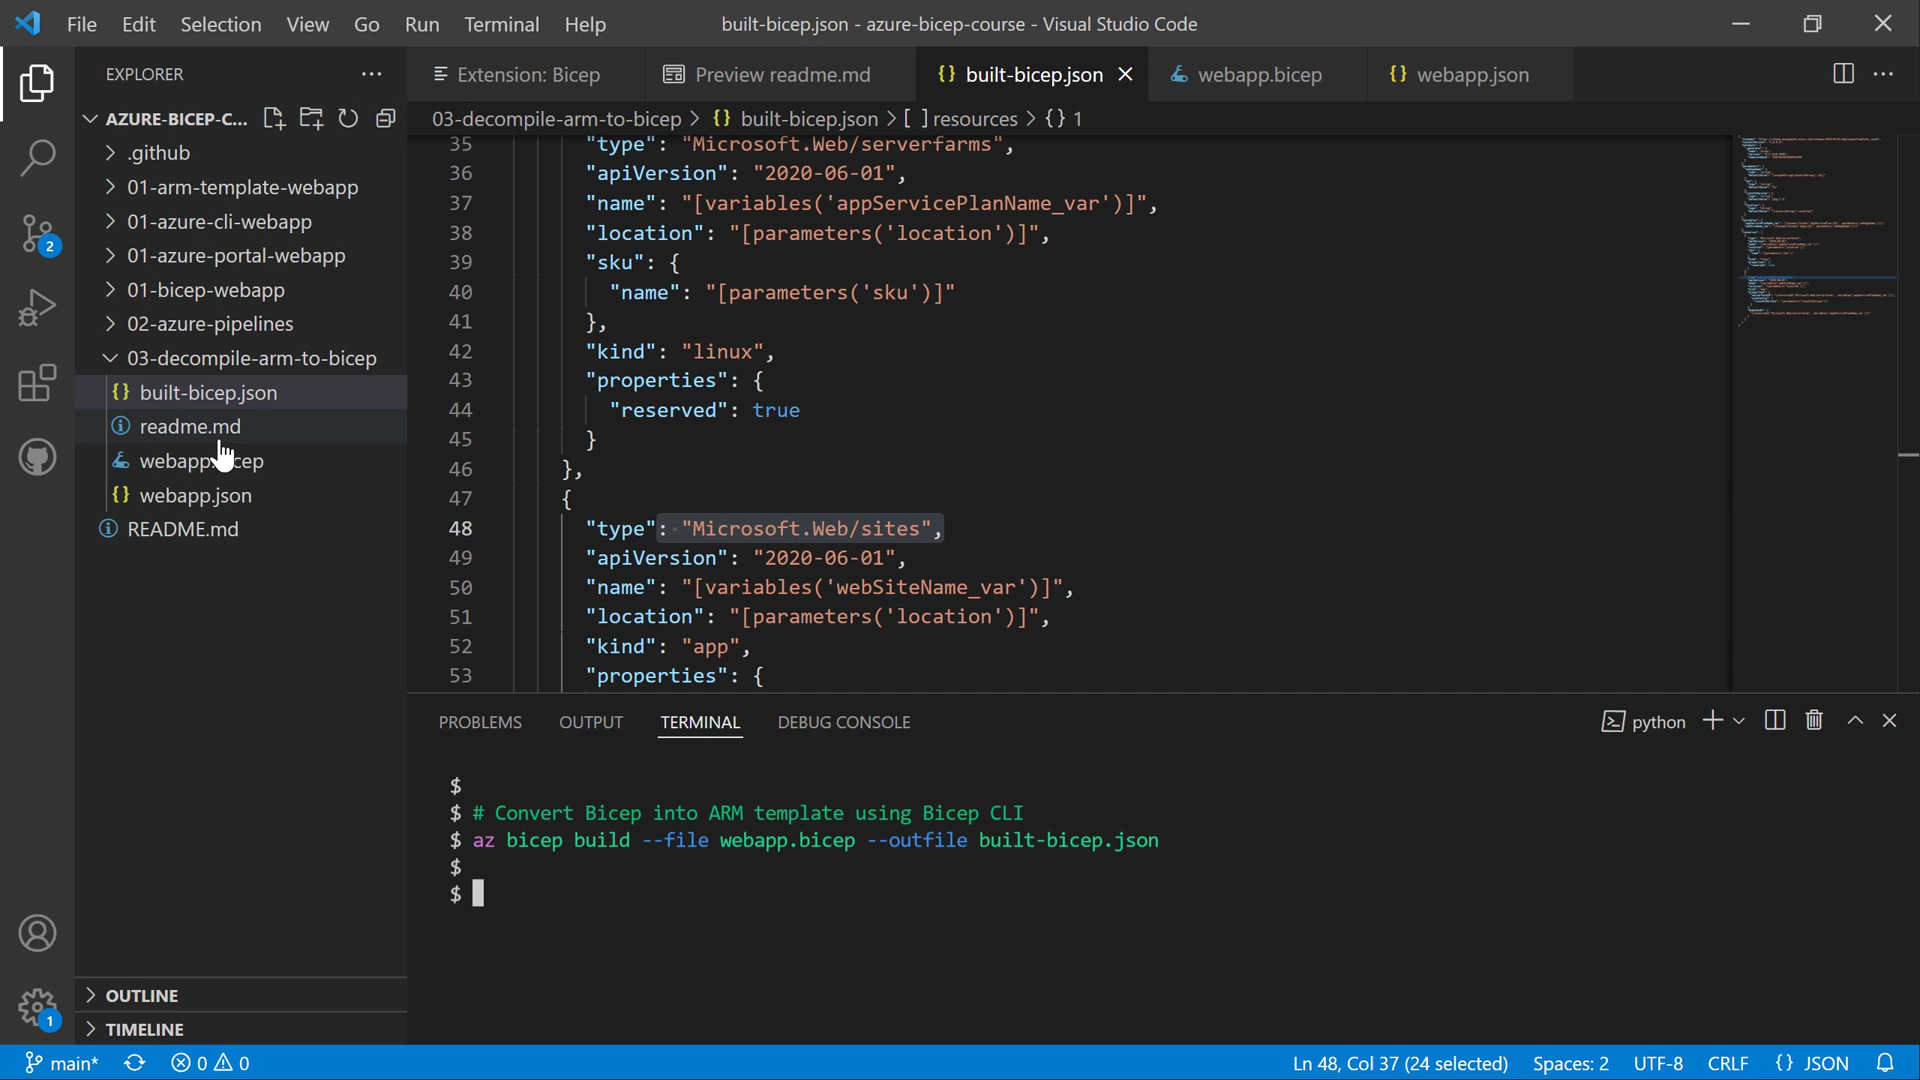 File Edit Selection View Go Run Terminal Help built-bicep.json - azure-bicep-course - Visual Studio Code
EXPLORER
Extension: Bicep Preview readme.md {} built-bicep.json webapp.bicep {} webapp.json
AZURE-BICEP-C...
03-decompile-arm-to-bicep > {} built-bicep.json > [ ] resources > {} 1
.github
01-arm-template-webapp
01-azure-cli-webapp
01-azure-portal-webapp
01-bicep-webapp
02-azure-pipelines
03-decompile-arm-to-bicep
{} built-bicep.json
readme.md
webapp.bicep
{} webapp.json
README.md
OUTLINE
TIMELINE
2
1
35 "type": "Microsoft.Web/serverfarms",
36 "apiVersion": "2020-06-01",
37 "name": "[variables('appServicePlanName_var')]",
38 "location": "[parameters('location')]",
39 "sku": {
40 "name": "[parameters('sku')]"
41 },
42 "kind": "linux",
43 "properties": {
44 "reserved": true
45 }
46 },
47 {
48 "type": "Microsoft.Web/sites",
49 "apiVersion": "2020-06-01",
50 "name": "[variables('webSiteName_var')]",
51 "location": "[parameters('location')]",
52 "kind": "app",
53 "properties": {
PROBLEMS OUTPUT TERMINAL DEBUG CONSOLE python
$
$ # Convert Bicep into ARM template using Bicep CLI
$ az bicep build --file webapp.bicep --outfile built-bicep.json
$
$
main* 0 0 Ln 48, Col 37 (24 selected) Spaces: 2 UTF-8 CRLF {} JSON